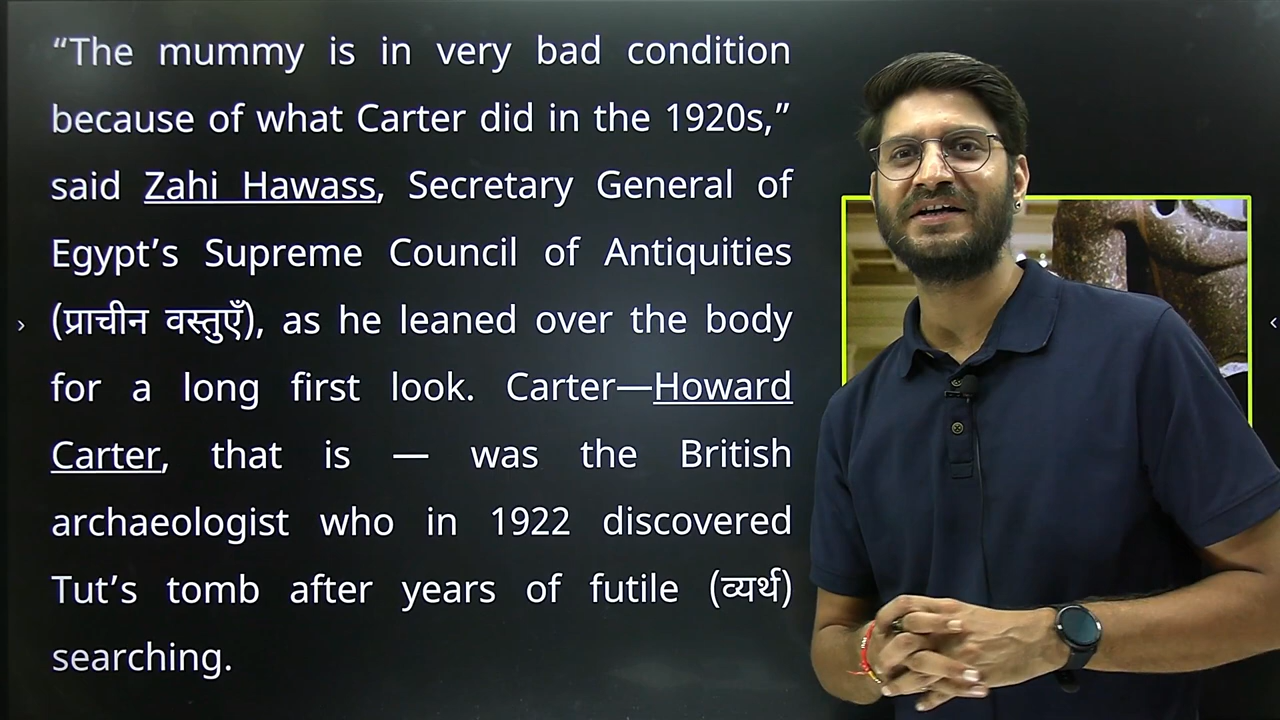 “The mummy is in very bad condition
because of what Carter did in the 1920s,”
said Zahi Hawass, Secretary General of
Egypt’s Supreme Council of Antiquities
(प्राचीन वस्तुएँ), as he leaned over the body
for a long first look. Carter—Howard
Carter, that is — was the British
archaeologist who in 1922 discovered
Tut’s tomb after years of futile (व्यर्थ)
searching.